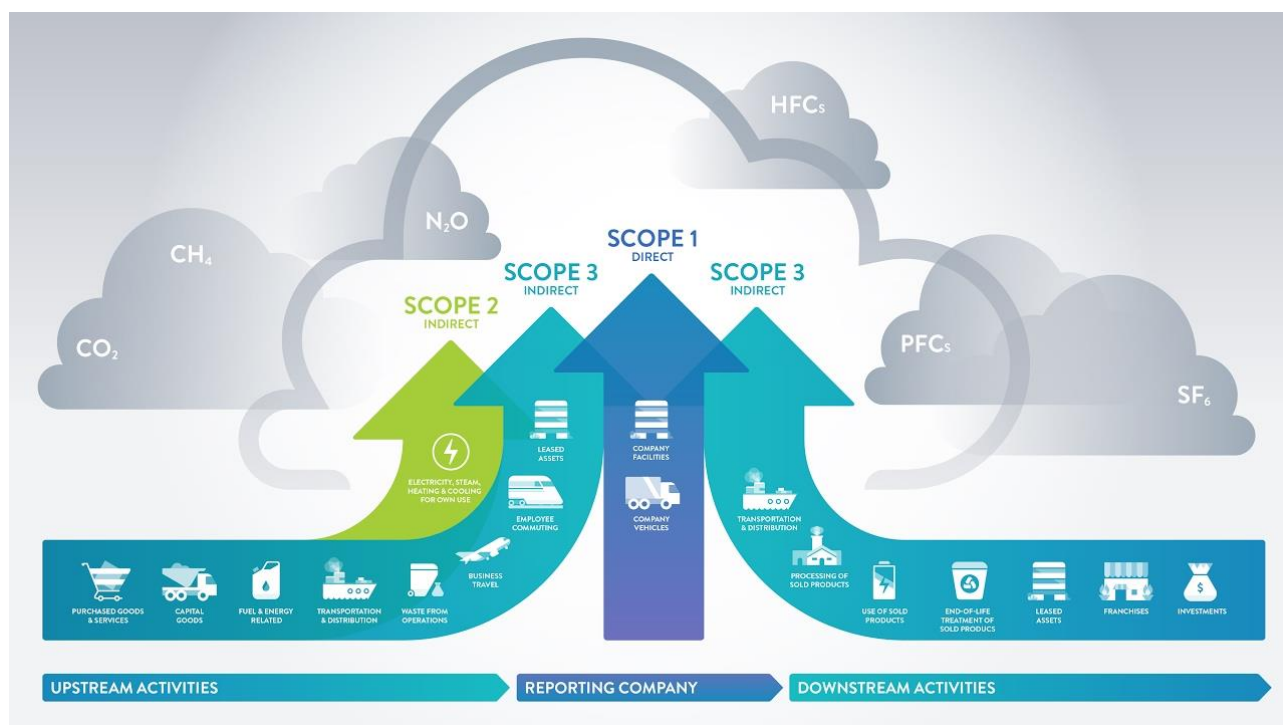 HFCs
N₂O
CH₄
SCOPE 1
DIRECT
SCOPE 3
INDIRECT
SCOPE 3
INDIRECT
SCOPE 2
INDIRECT
CO₂
PFCs
SF₆
LEASED
ASSETS
COMPANY
FACILITIES
ELECTRICITY, STEAM,
HEATING & COOLING
FOR OWN USE
EMPLOYEE
COMMUTING
COMPANY
VEHICLES
TRANSPORTATION
& DISTRIBUTION
BUSINESS
TRAVEL
PROCESSING OF
SOLD PRODUCTS
PURCHASED GOODS
& SERVICES
CAPITAL
GOODS
FUEL & ENERGY
RELATED
TRANSPORTATION
& DISTRIBUTION
WASTE FROM
OPERATIONS
USE OF SOLD
PRODUCTS
END-OF-LIFE
TREATMENT OF
SOLD PRODUCS
LEASED
ASSETS
FRANCHISES
$
INVESTMENTS
UPSTREAM ACTIVITIES
REPORTING COMPANY
DOWNSTREAM ACTIVITIES